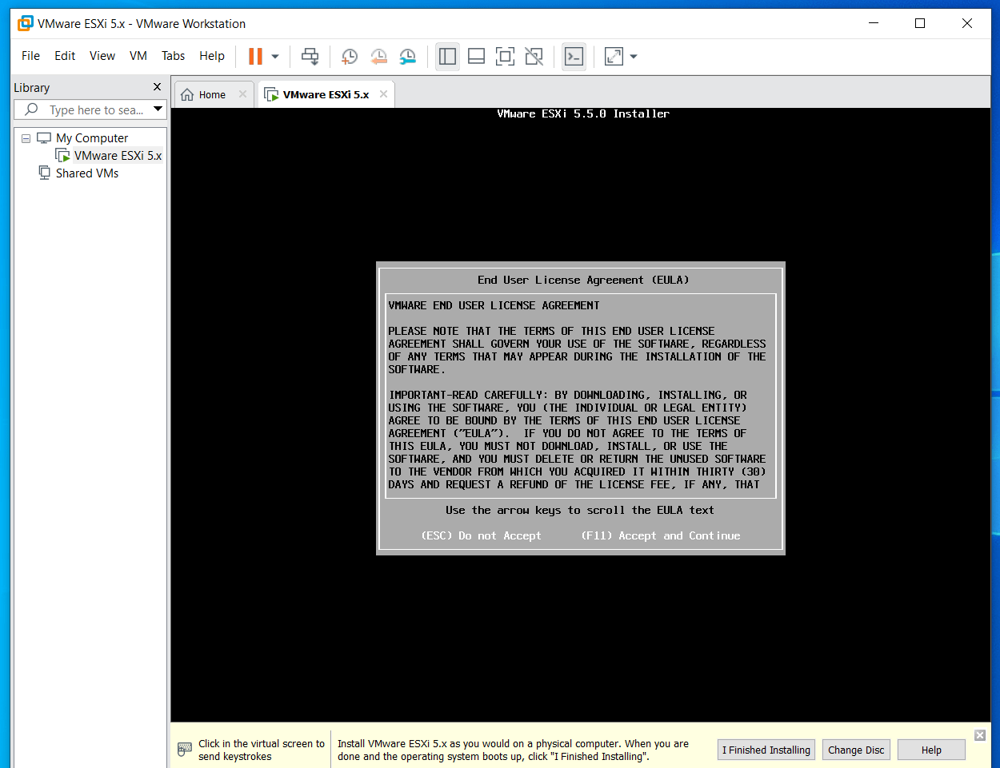 VMware ESXi 5.x - VMware Workstation
File Edit View VM Tabs Help
Library
Type here to sea...
My Computer
VMware ESXi 5.x
Shared VMs
Home
VMware ESXi 5.x
VMware ESXi 5.5.0 Installer
End User License Agreement (EULA)
VMWARE END USER LICENSE AGREEMENT
PLEASE NOTE THAT THE TERMS OF THIS END USER LICENSE
AGREEMENT SHALL GOVERN YOUR USE OF THE SOFTWARE, REGARDLESS
OF ANY TERMS THAT MAY APPEAR DURING THE INSTALLATION OF THE
SOFTWARE.
IMPORTANT-READ CAREFULLY: BY DOWNLOADING, INSTALLING, OR
USING THE SOFTWARE, YOU (THE INDIVIDUAL OR LEGAL ENTITY)
AGREE TO BE BOUND BY THE TERMS OF THIS END USER LICENSE
AGREEMENT ("EULA"). IF YOU DO NOT AGREE TO THE TERMS OF
THIS EULA, YOU MUST NOT DOWNLOAD, INSTALL, OR USE THE
SOFTWARE, AND YOU MUST DELETE OR RETURN THE UNUSED SOFTWARE
TO THE VENDOR FROM WHICH YOU ACQUIRED IT WITHIN THIRTY (30)
DAYS AND REQUEST A REFUND OF THE LICENSE FEE, IF ANY, THAT
Use the arrow keys to scroll the EULA text
(ESC) Do not Accept (F11) Accept and Continue
Click in the virtual screen to
send keystrokes
Install VMware ESXi 5.x as you would on a physical computer. When you are
done and the operating system boots up, click "I Finished Installing".
I Finished Installing
Change Disc
Help